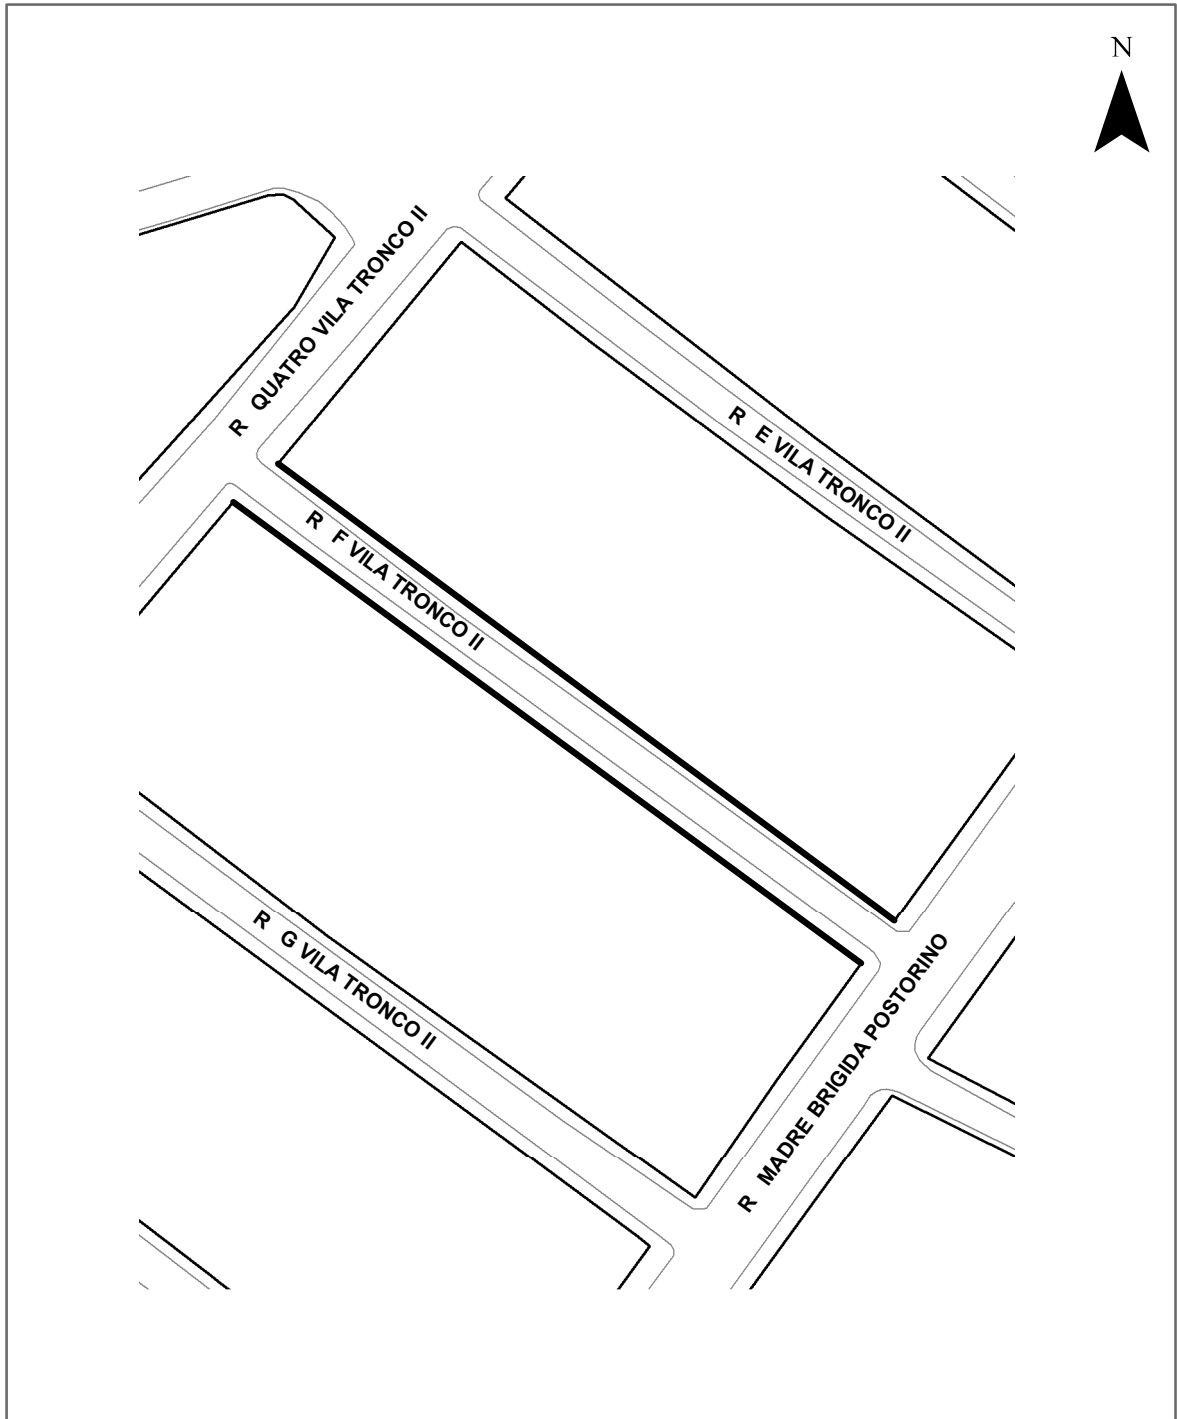 N
R QUATRO VILA TRONCO II
R E VILA TRONCO II
R F VILA TRONCO II
R G VILA TRONCO II
R MADRE BRIGIDA POSTORINO